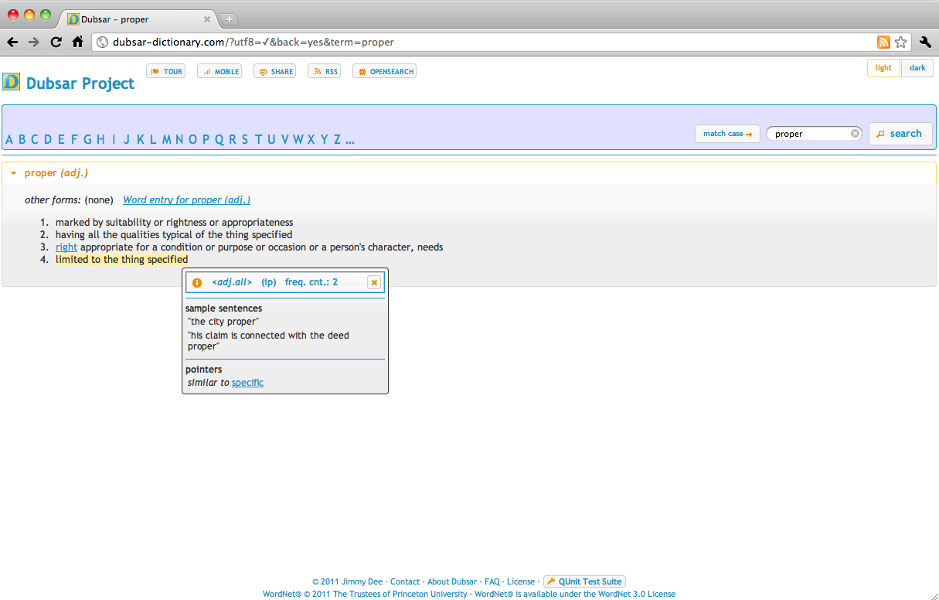 Dubsar – proper
dubsar-dictionary.com/?utf8=✓&back=yes&term=proper
TOUR MOBILE SHARE RSS OPENSEARCH
light dark
D Dubsar Project
A B C D E F G H I J K L M N O P Q R S T U V W X Y Z ...
match case → proper search
proper (adj.)
other forms: (none) Word entry for proper (adj.)
1. marked by suitability or rightness or appropriateness
2. having all the qualities typical of the thing specified
3. right appropriate for a condition or purpose or occasion or a person's character, needs
4. limited to the thing specified
<adj.all> (ip) freq. cnt.: 2
sample sentences
"the city proper"
"his claim is connected with the deed
proper"
pointers
similar to specific
© 2011 Jimmy Dee · Contact · About Dubsar · FAQ · License · QUnit Test Suite
WordNet® © 2011 The Trustees of Princeton University · WordNet® is available under the WordNet 3.0 License